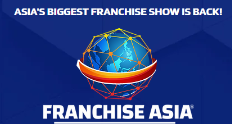 ASIA'S BIGGEST FRANCHISE SHOW IS BACK!
FRANCHISE ASIA